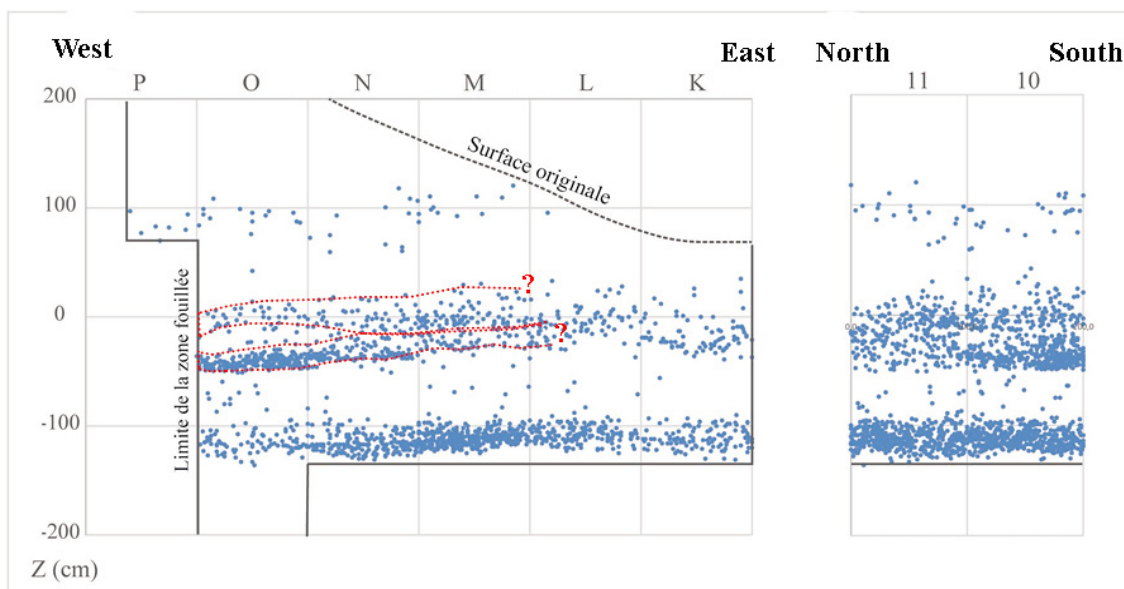 West East North South
P O N M L K 11 10
200
Surface originale
100
Limite de la zone fouillée
?
0
?
-100
-200
Z (cm)